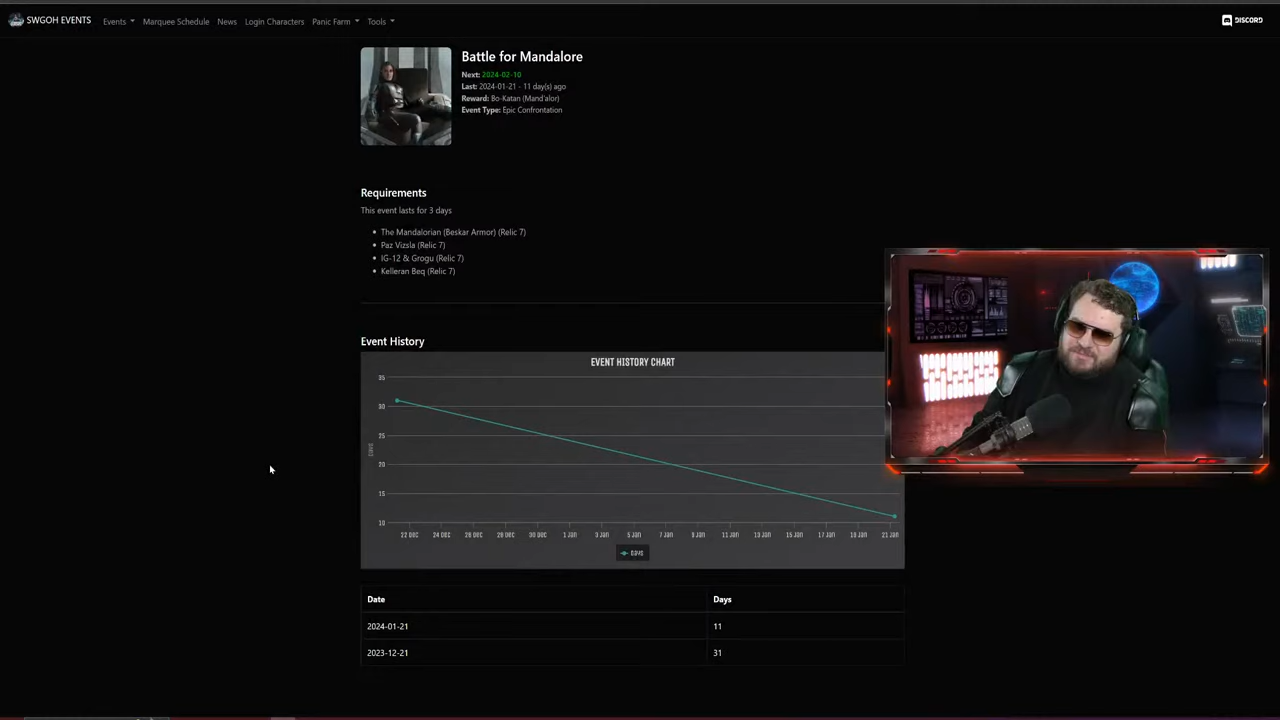 SWGOH EVENTS
Events
Marquee Schedule
News
Login Characters
Panic Farm
Tools
DISCORD
Battle for Mandalore
Next: 2024-02-10
Last: 2024-01-21 - 11 day(s) ago
Reward: Bo-Katan (Mand'alor)
Event Type: Epic Confrontation
Requirements
This event lasts for 3 days
The Mandalorian (Beskar Armor) (Relic 7)
Paz Vizsla (Relic 7)
IG-12 & Grogu (Relic 7)
Kelleran Beq (Relic 7)
Event History
EVENT HISTORY CHART
35
30
25
20
15
10
DAYS
22 DEC 24 DEC 26 DEC 28 DEC 30 DEC 1 JAN 3 JAN 5 JAN 7 JAN 9 JAN 11 JAN 13 JAN 15 JAN 17 JAN 19 JAN 21 JAN
DAYS
Date Days
2024-01-21 11
2023-12-21 31